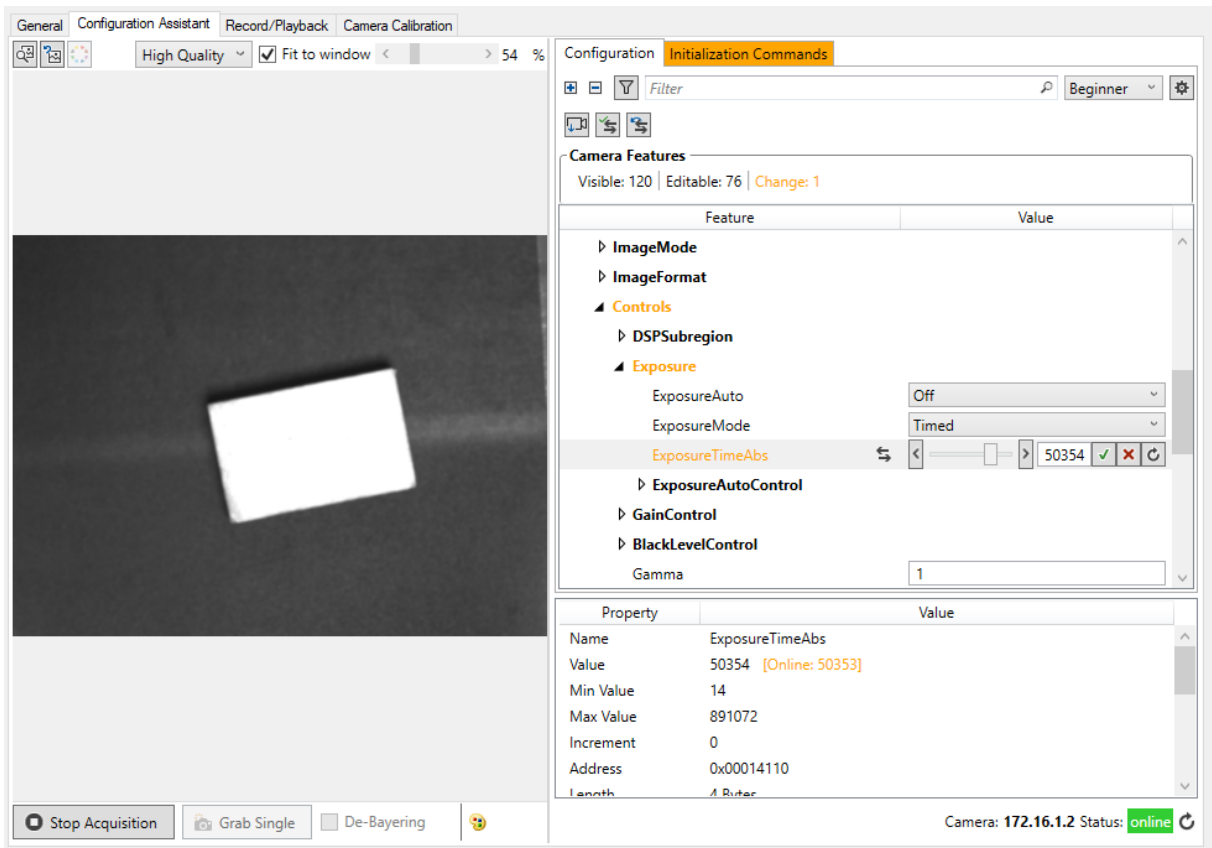 General Configuration Assistant Record/Playback Camera Calibration
High Quality Fit to window 54 %
Configuration Initialization Commands
Filter Beginner
Camera Features
Visible: 120 Editable: 76 Change: 1
Feature Value
ImageMode
ImageFormat
Controls
DSPSubregion
Exposure
ExposureAuto Off
ExposureMode Timed
ExposureTimeAbs 50354
ExposureAutoControl
GainControl
BlackLevelControl
Gamma 1
Property Value
Name ExposureTimeAbs
Value 50354 [Online: 50353]
Min Value 14
Max Value 891072
Increment 0
Address 0x00014110
Length 4 Bytes
Stop Acquisition Grab Single De-Bayering
Camera: 172.16.1.2 Status: online